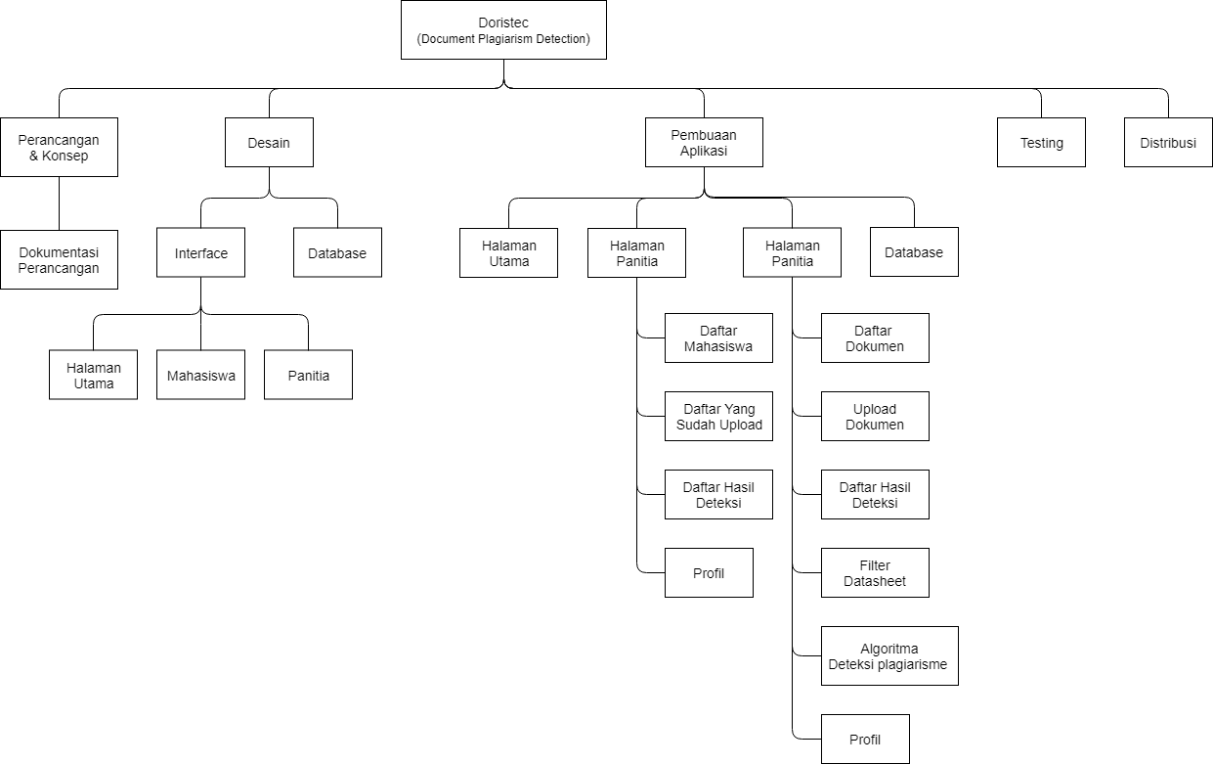 Doristec
(Document Plagiarism Detection)
Perancangan
& Konsep
Desain
Pembuaan
Aplikasi
Testing
Distribusi
Dokumentasi
Perancangan
Interface
Database
Halaman
Utama
Halaman
Panitia
Halaman
Panitia
Database
Halaman
Utama
Mahasiswa
Panitia
Daftar
Mahasiswa
Daftar Yang
Sudah Upload
Daftar Hasil
Deteksi
Profil
Daftar
Dokumen
Upload
Dokumen
Daftar Hasil
Deteksi
Filter
Datasheet
Algoritma
Deteksi plagiarisme
Profil